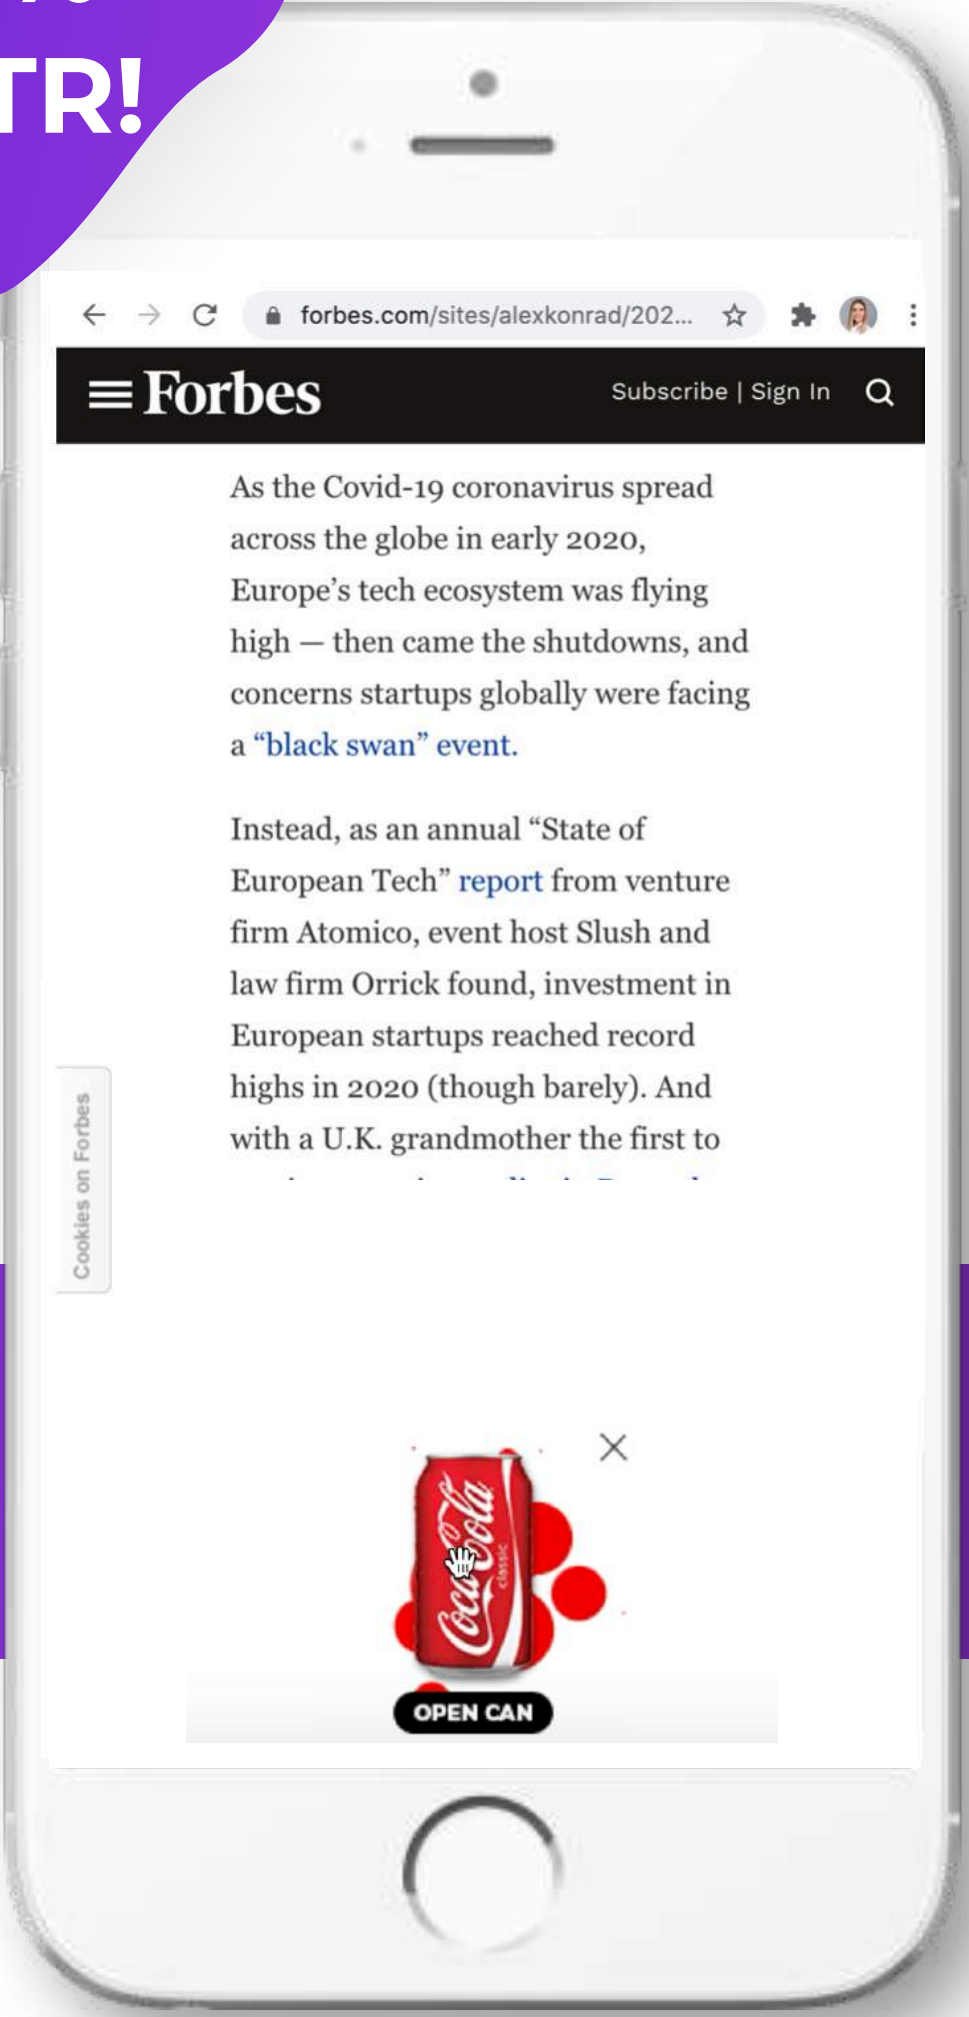 TR!
forbes.com/sites/alexkonrad/202...
Forbes
Subscribe | Sign In
As the Covid-19 coronavirus spread
across the globe in early 2020,
Europe’s tech ecosystem was flying
high — then came the shutdowns, and
concerns startups globally were facing
a “black swan” event.
Instead, as an annual “State of
European Tech” report from venture
firm Atomico, event host Slush and
law firm Orrick found, investment in
European startups reached record
highs in 2020 (though barely). And
with a U.K. grandmother the first to
Cookies on Forbes
Coca-Cola
classic
OPEN CAN